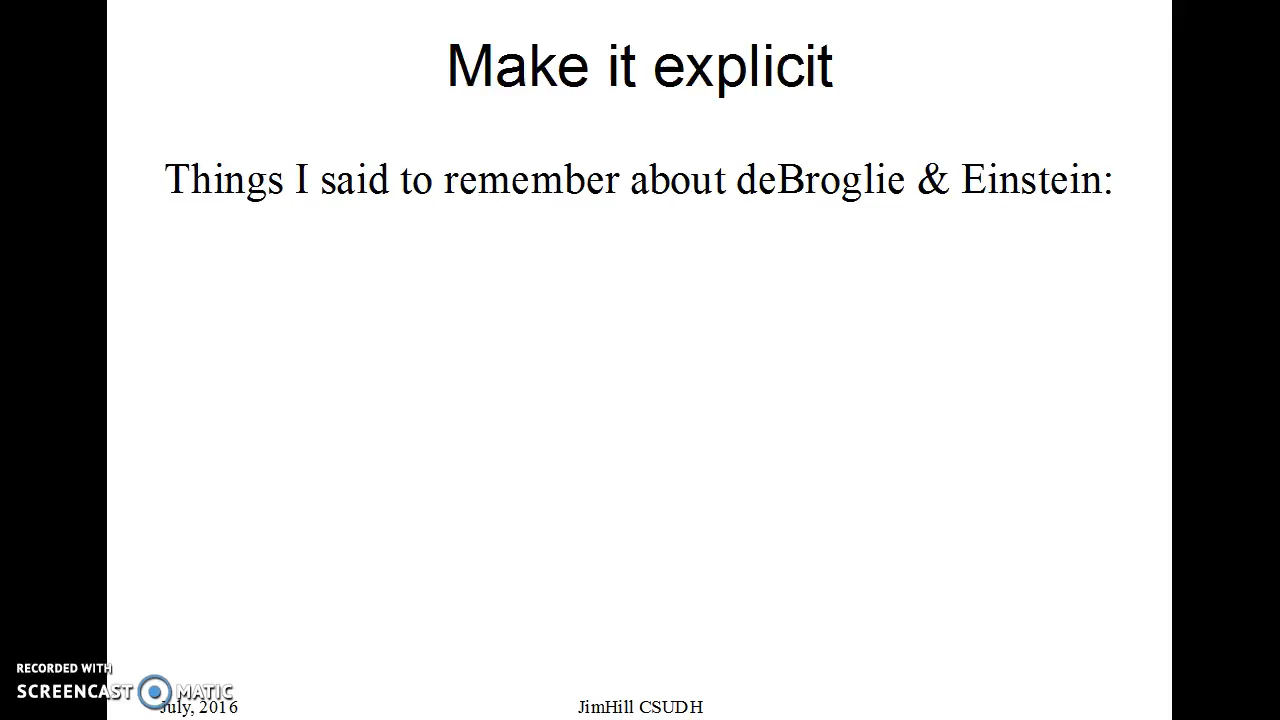 Make it explicit
Things I said to remember about deBroglie & Einstein:
RECORDED WITH
SCREENCAST MATIC
July, 2016
JimHill CSUDH